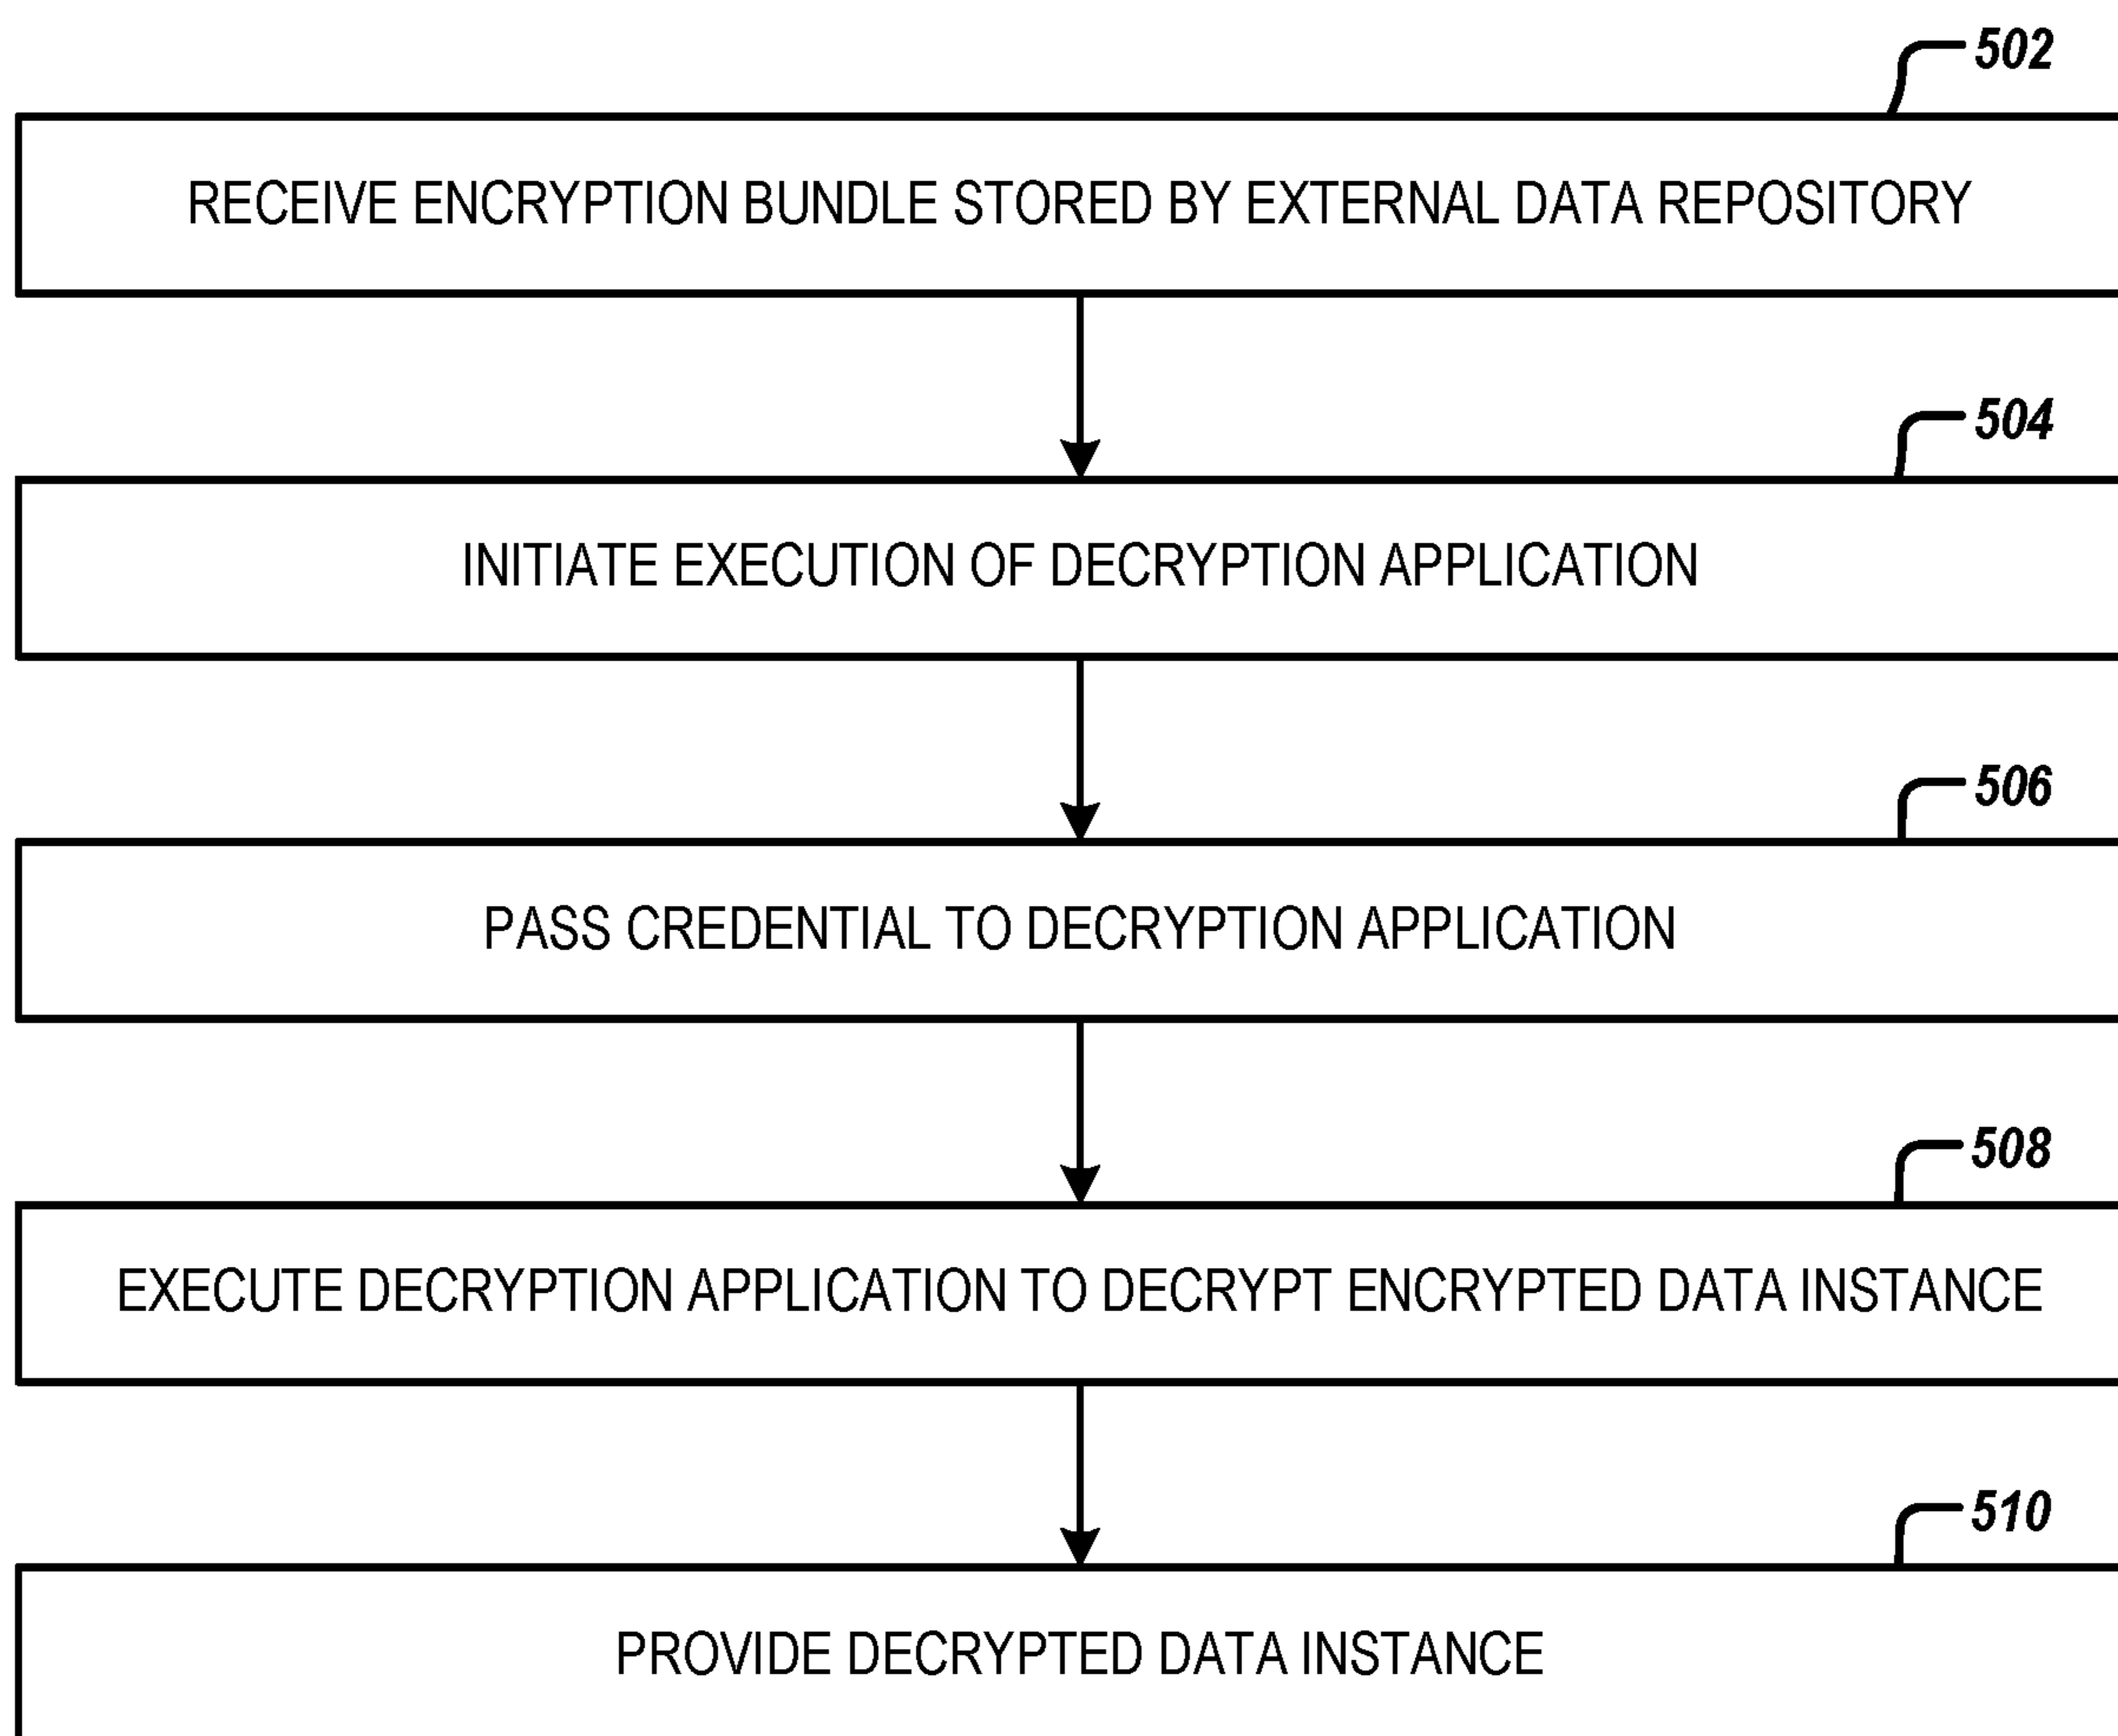 502
RECEIVE ENCRYPTION BUNDLE STORED BY EXTERNAL DATA REPOSITORY
504
INITIATE EXECUTION OF DECRYPTION APPLICATION
506
PASS CREDENTIAL TO DECRYPTION APPLICATION
508
EXECUTE DECRYPTION APPLICATION TO DECRYPT ENCRYPTED DATA INSTANCE
510
PROVIDE DECRYPTED DATA INSTANCE